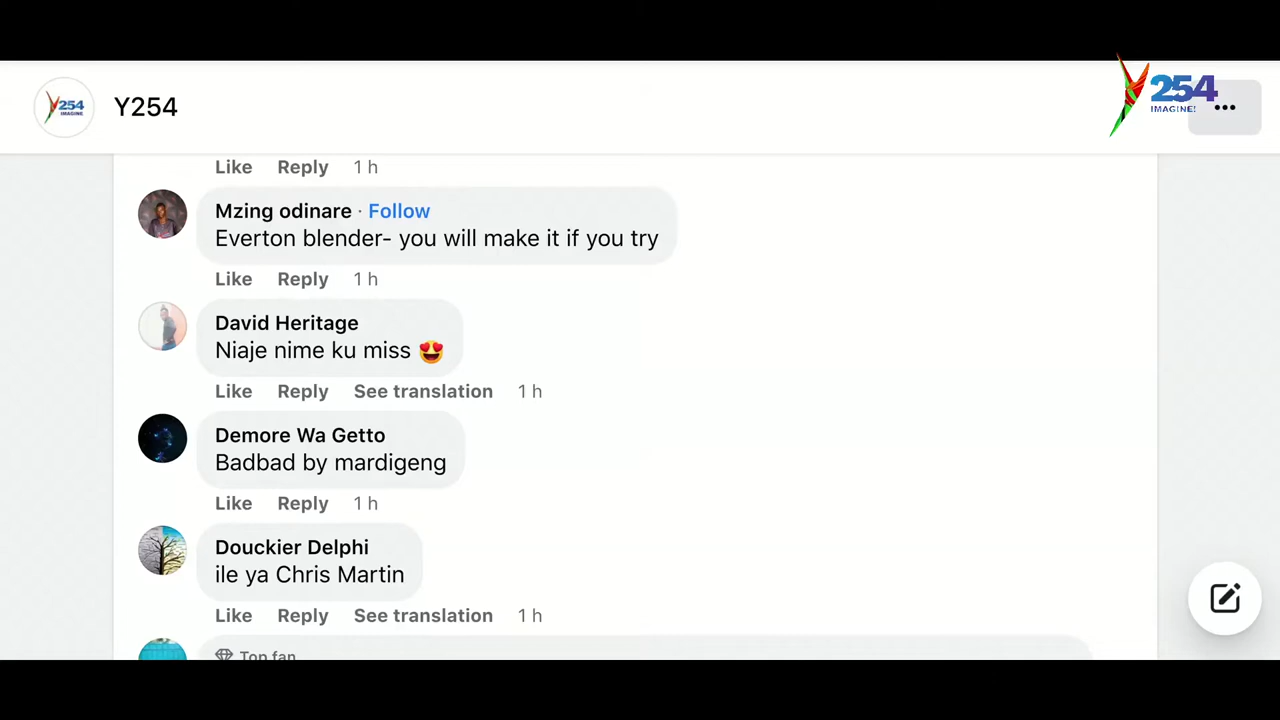 Y254
IMAGINE
Y254
254
IMAGINE!
Like Reply 1 h
Mzing odinare · Follow
Everton blender- you will make it if you try
Like Reply 1 h
David Heritage
Niaje nime ku miss 😍
Like Reply See translation 1 h
Demore Wa Getto
Badbad by mardigeng
Like Reply 1 h
Douckier Delphi
ile ya Chris Martin
Like Reply See translation 1 h
Top fan